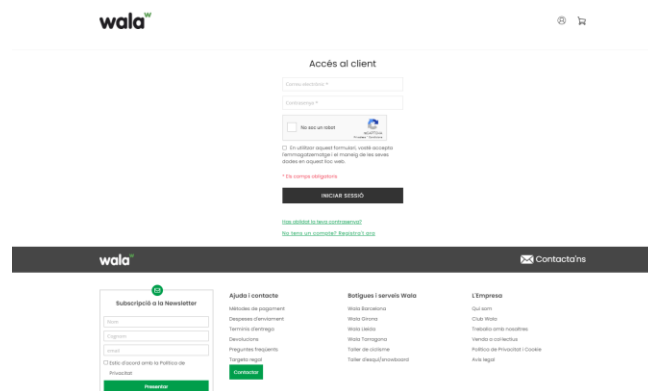 wala w
Accés al client
Correu electrònic *
Contrasenya *
No soc un robot
reCAPTCHA
En utilitzar aquest formulari, vostè accepta
l'emmagatzematge i el maneig de les seves
dades en aquest lloc web.
* Els camps obligatoris
INICIAR SESSIÓ
Has oblidat la teva contrasenya?
No tens un compte? Registra't ara
wala w
Contacta'ns
Subscripció a la Newsletter
Nom
Cognom
email
Estic d'acord amb la Política de
Privacitat
Presentar
Ajuda i contacte
Mètodes de pagament
Despeses d'enviament
Terminis d'entrega
Devolucions
Preguntes freqüents
Targeta regal
Contactar
Botigues i serveis Wala
Wala Barcelona
Wala Girona
Wala Lleida
Wala Tarragona
Taller de ciclisme
Taller d'esquí/snowboard
L'Empresa
Qui som
Club Wala
Treballa amb nosaltres
Venda a col·lectius
Política de Privacitat i Cookie
Avís legal